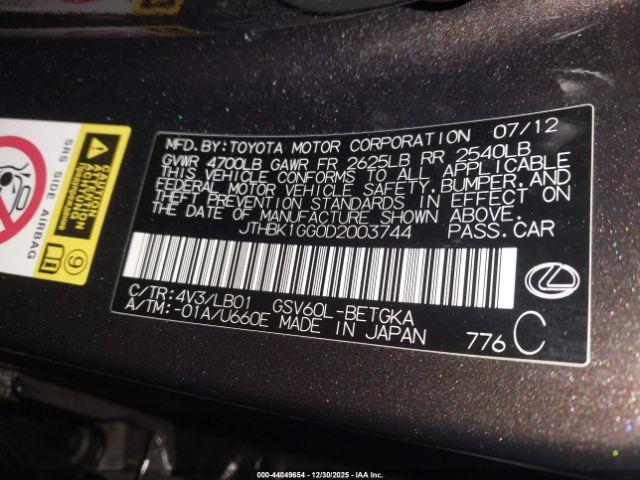 MFD. BY: TOYOTA MOTOR CORPORATION 07/12
GVWR 4700LB GAWR FR 2625LB RR 2540LB
THIS VEHICLE CONFORMS TO ALL APPLICABLE
FEDERAL MOTOR VEHICLE SAFETY, BUMPER, AND
THEFT PREVENTION STANDARDS IN EFFECT ON
THE DATE OF MANUFACTURE SHOWN ABOVE.
JTHBK1GG0D2003744 PASS. CAR
C/TR: 4V3/LB01 GSV60L-BETGKA
A/TM: -01A/U660E MADE IN JAPAN 776 C
SRS SIDE AIRBAG
CAUTION
9
000-44049654 - 12/30/2025 - IAA Inc.